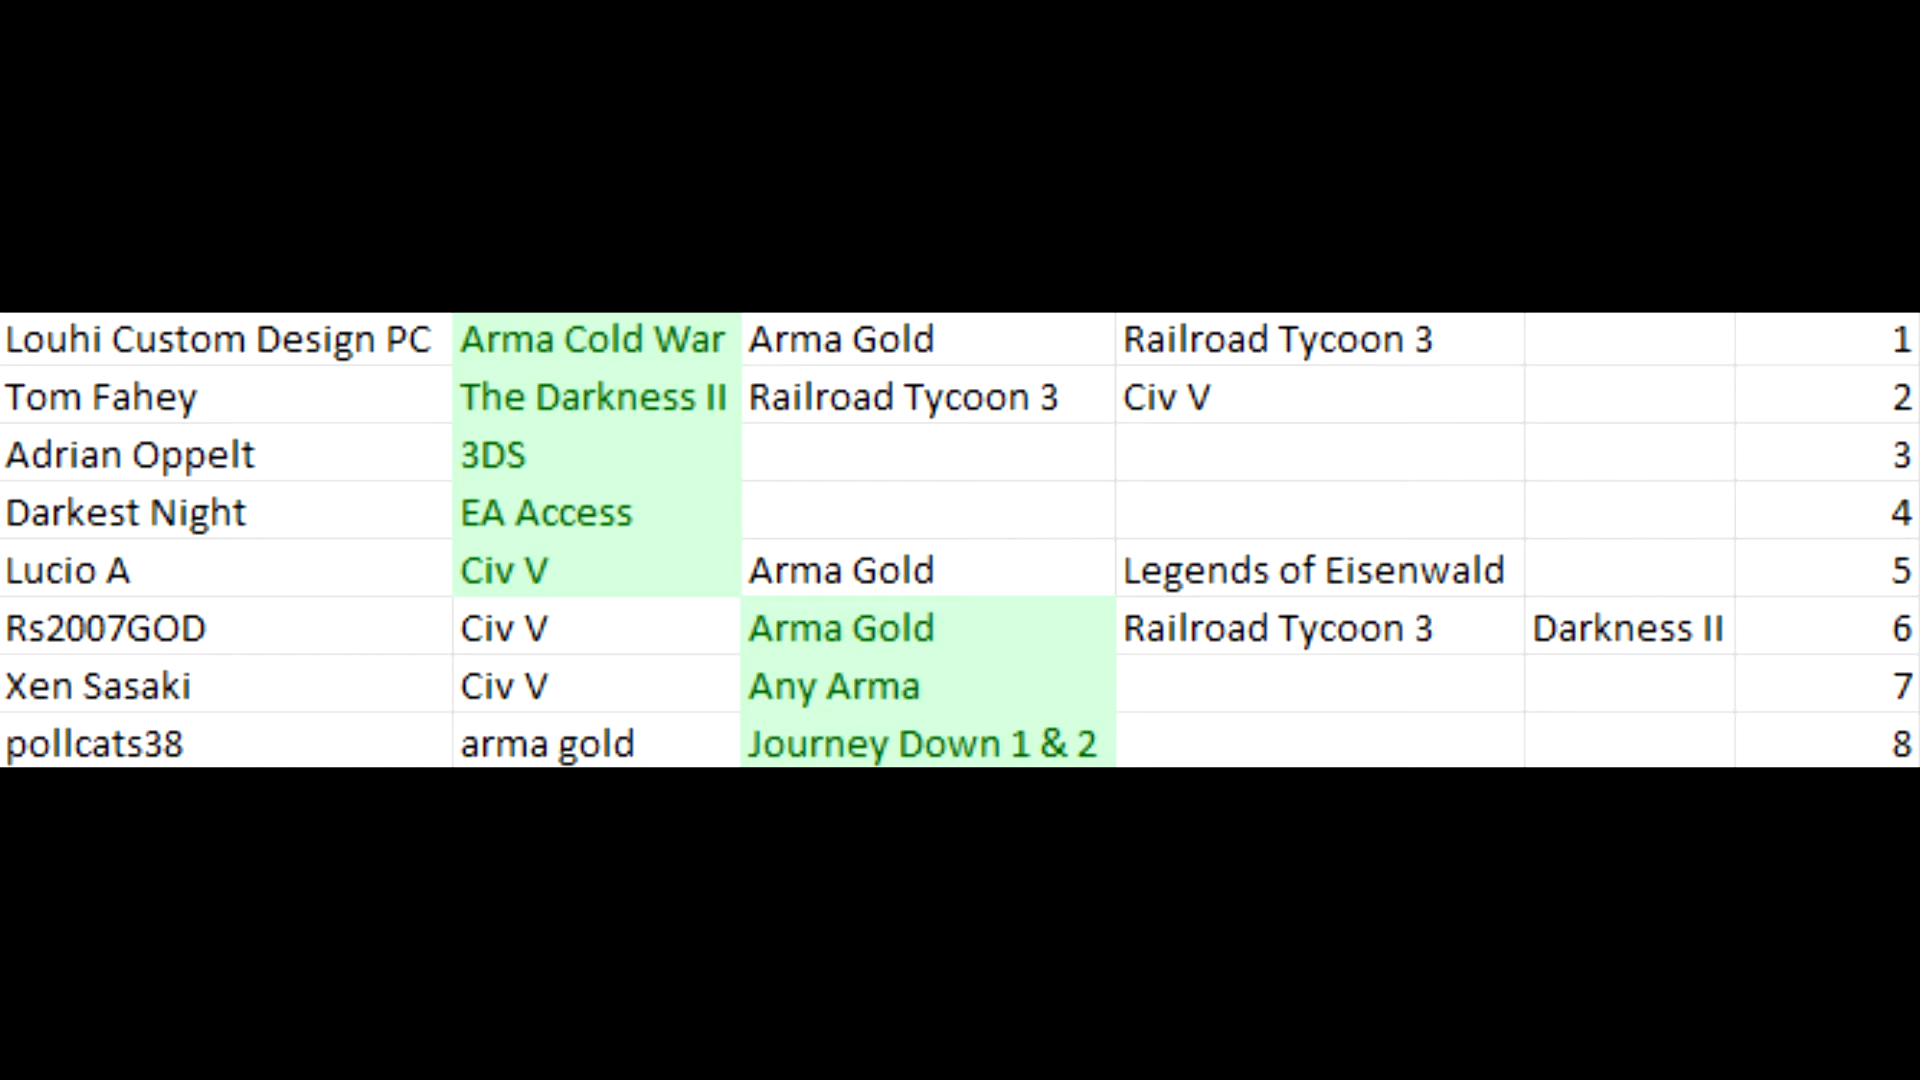 Louhi Custom Design PC Arma Cold War Arma Gold Railroad Tycoon 3 1
Tom Fahey The Darkness II Railroad Tycoon 3 Civ V 2
Adrian Oppelt 3DS 3
Darkest Night EA Access 4
Lucio A Civ V Arma Gold Legends of Eisenwald 5
Rs2007GOD Civ V Arma Gold Railroad Tycoon 3 Darkness II 6
Xen Sasaki Civ V Any Arma 7
pollcats38 arma gold Journey Down 1 & 2 8